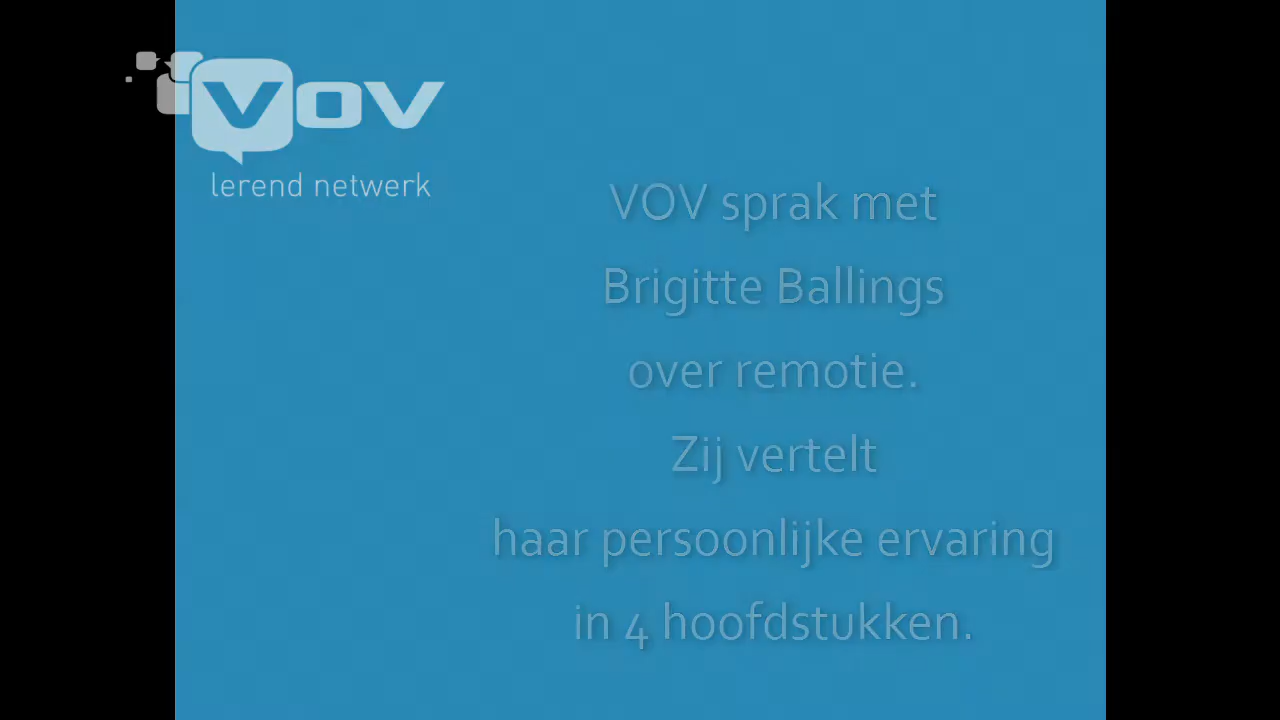 VOV
lerend netwerk
VOV sprak met
Brigitte Ballings
over remotie.
Zij vertelt
haar persoonlijke ervaring
in 4 hoofdstukken.